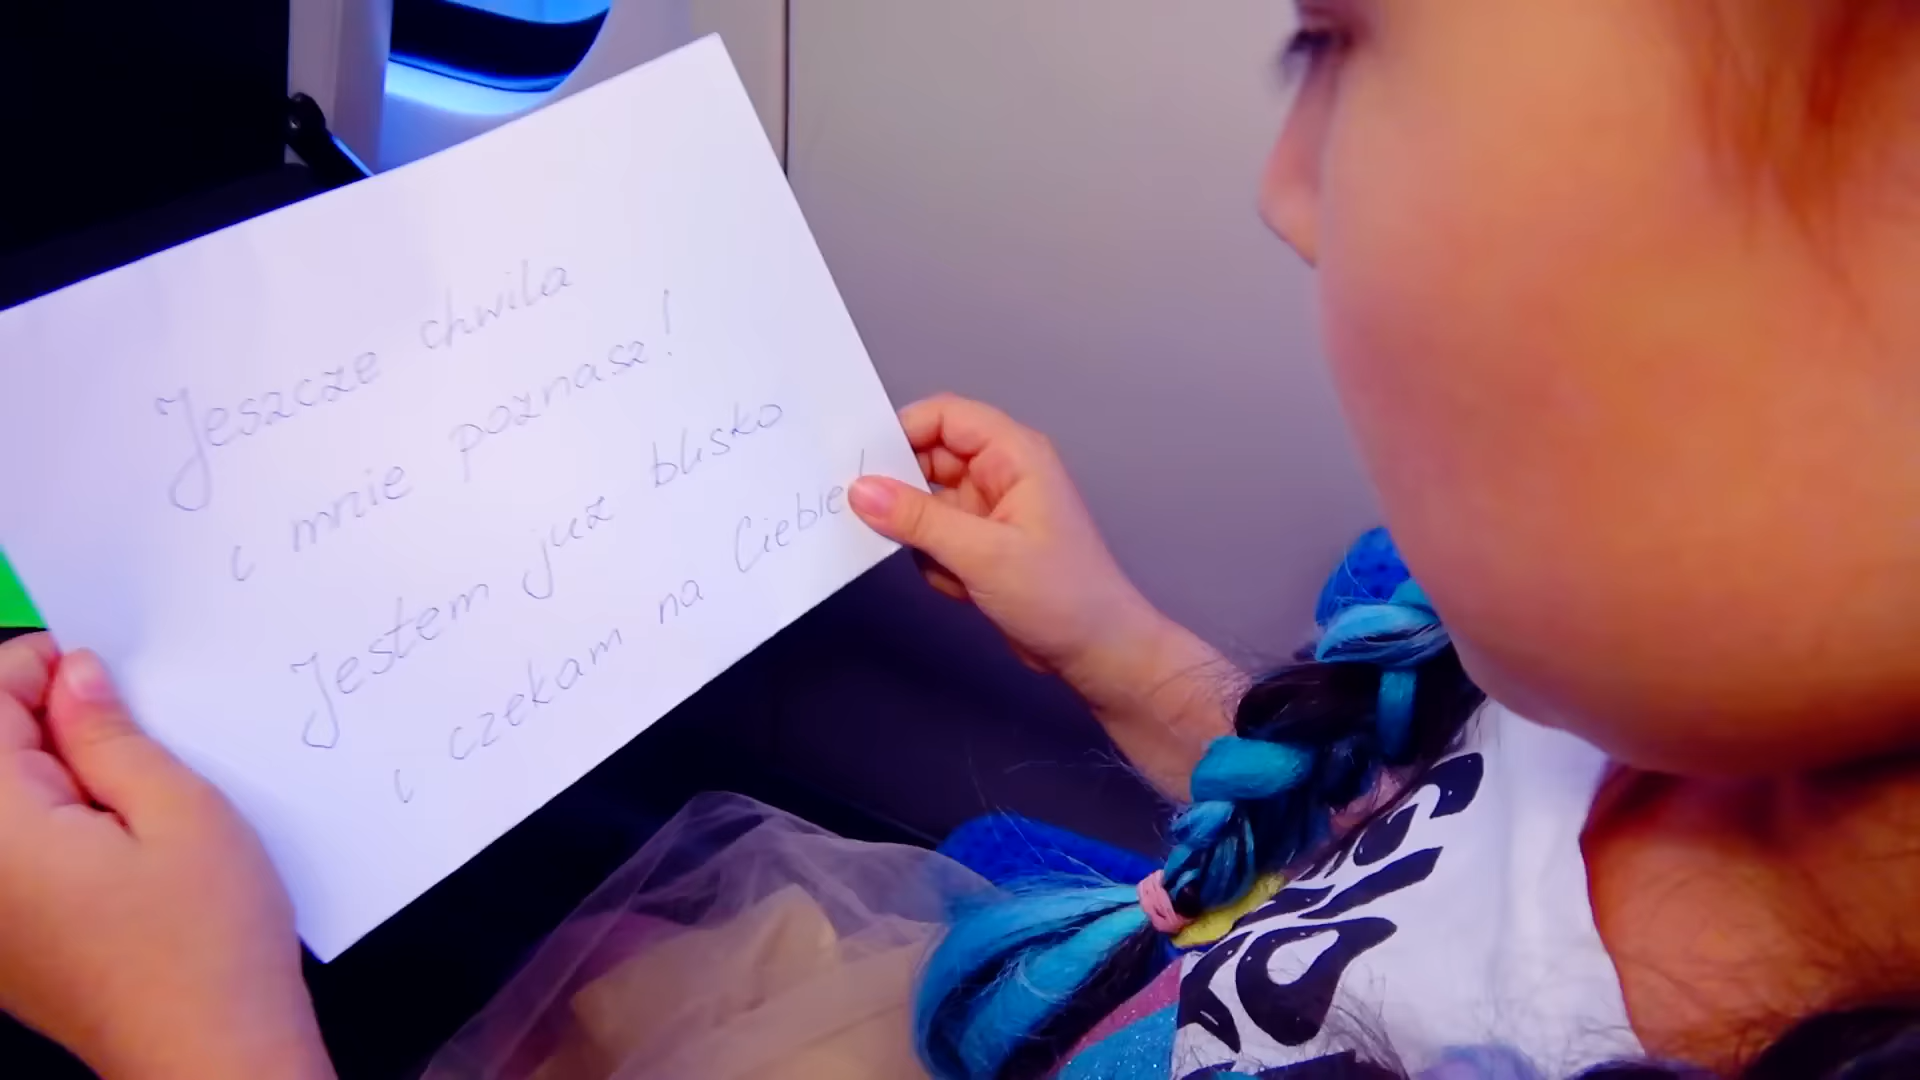 Jeszcze chwila
i mnie poznasz!
Jestem już blisko
i czekam na Ciebie!